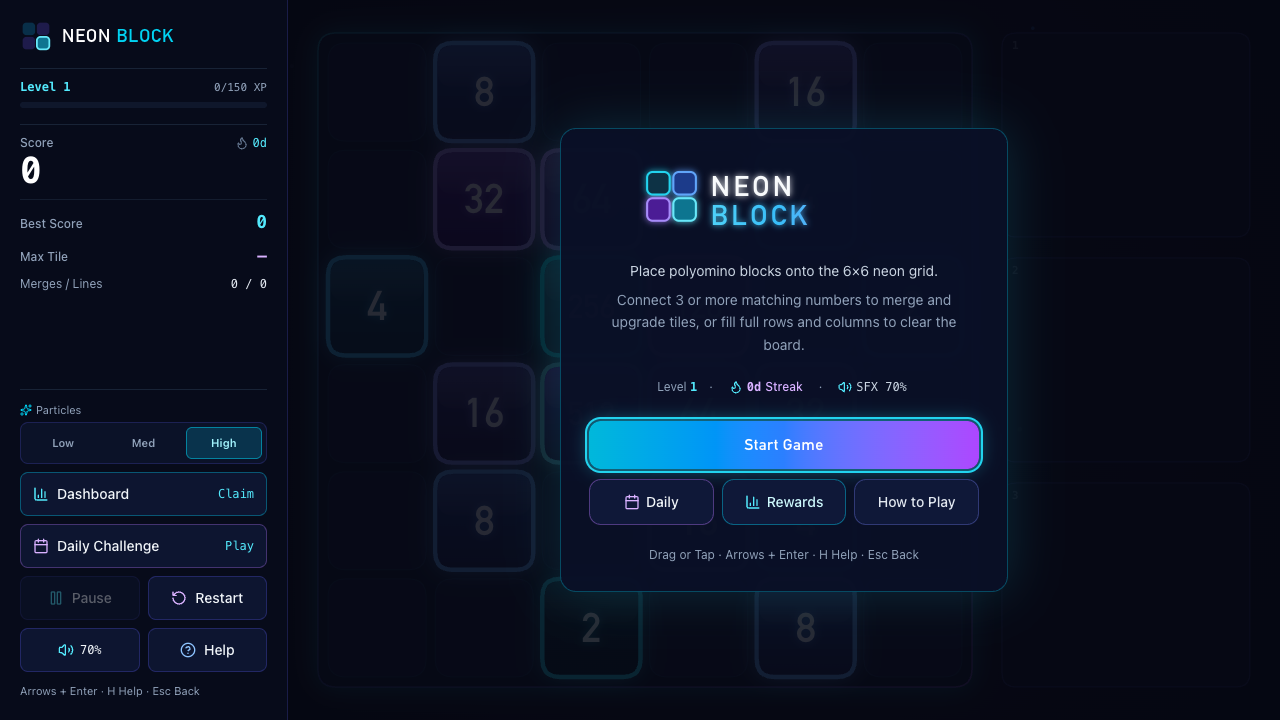 NEON BLOCK
Level 1
0/150 XP
Score
0d
0
Best Score
0
Max Tile
—
Merges / Lines
0 / 0
Particles
Low
Med
High
Dashboard
Claim
Daily Challenge
Play
Pause
Restart
70%
Help
Arrows + Enter · H Help · Esc Back
8
16
32
64
4
256
16
8
2
8
1
2
3
NEON
BLOCK
Place polyomino blocks onto the 6×6 neon grid.
Connect 3 or more matching numbers to merge and
upgrade tiles, or fill full rows and columns to clear the
board.
Level 1 · 0d Streak · SFX 70%
Start Game
Daily
Rewards
How to Play
Drag or Tap · Arrows + Enter · H Help · Esc Back